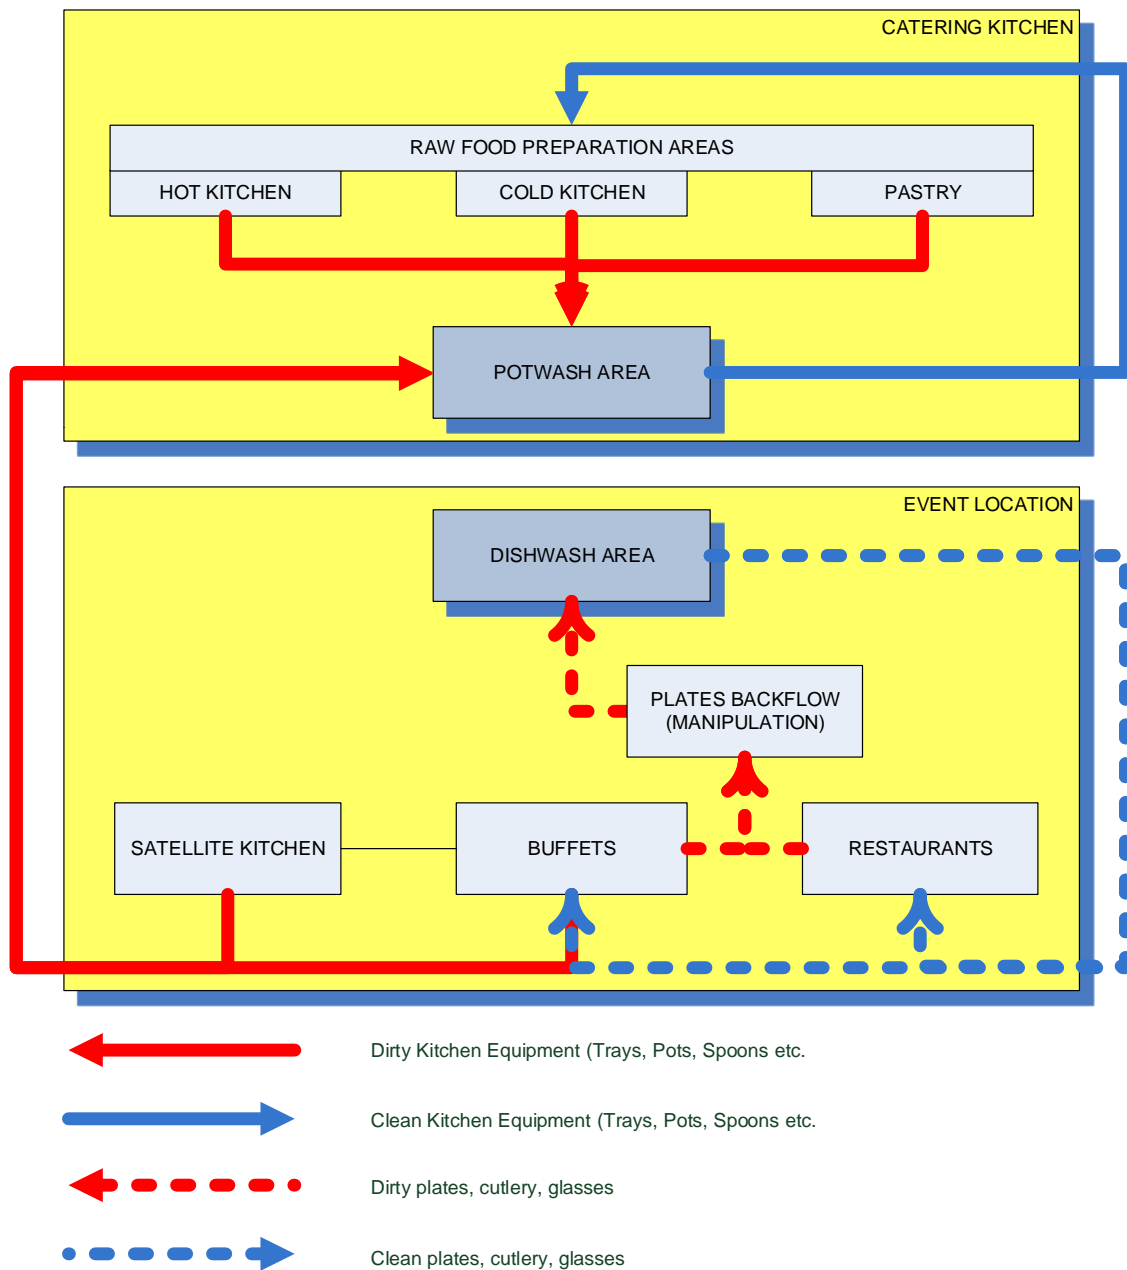 CATERING KITCHEN
RAW FOOD PREPARATION AREAS
HOT KITCHEN
COLD KITCHEN
PASTRY
POTWASH AREA
EVENT LOCATION
DISHWASH AREA
PLATES BACKFLOW
(MANIPULATION)
SATELLITE KITCHEN
BUFFETS
RESTAURANTS
Dirty Kitchen Equipment (Trays, Pots, Spoons etc.
Clean Kitchen Equipment (Trays, Pots, Spoons etc.
Dirty plates, cutlery, glasses
Clean plates, cutlery, glasses